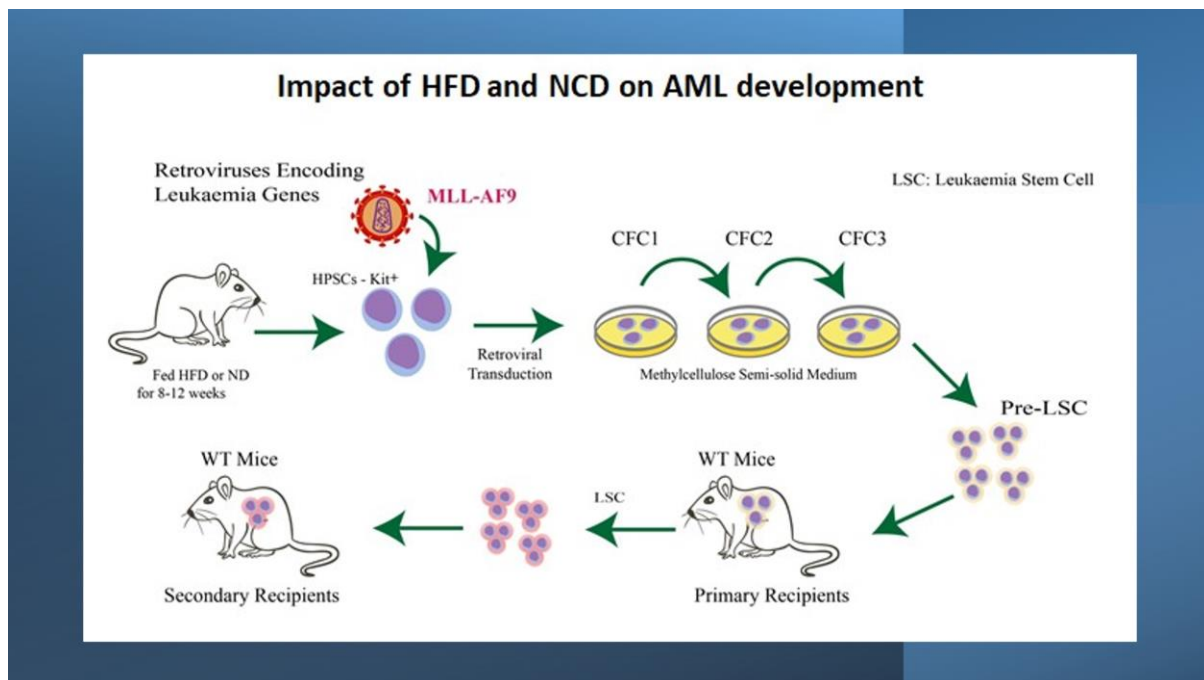 Impact of HFD and NCD on AML development
Retroviruses Encoding
Leukaemia Genes
MLL-AF9
LSC: Leukaemia Stem Cell
HPSCs - Kit+
CFC1
CFC2
CFC3
Fed HFD or ND
for 8-12 weeks
Retroviral
Transduction
Methylcellulose Semi-solid Medium
Pre-LSC
WT Mice
Primary Recipients
LSC
WT Mice
Secondary Recipients